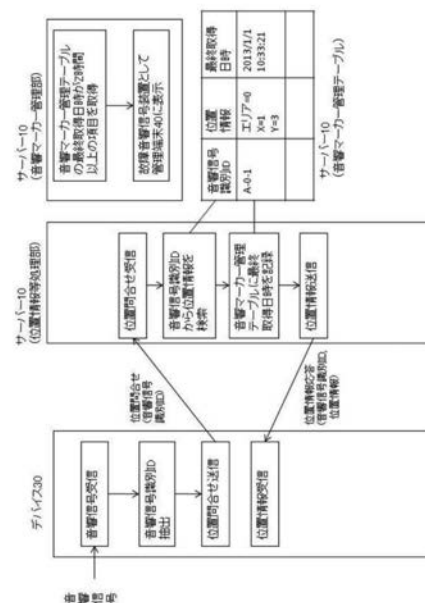 音響信号
デバイス30
音響信号受信
音響信号識別ID
抽出
位置問合せ送信
位置情報受信
位置問合せ
(音響信号
識別ID)
位置情報応答
(音響信号識別ID,
位置情報)
サーバー10
(位置情報等処理部)
位置問合せ受信
音響信号識別ID
から位置情報を
検索
音響マーカー管理
テーブルに最終
取得日時を記録
位置情報送信
サーバー10
(音響マーカー管理部)
音響マーカー管理テーブル
の最終取得日時が2時間
以上の項目を取得
故障音響信号装置として
管理端末40に表示
音響信号
識別ID
位置
情報
最終取得
日時
A-0-1
エリア=0
X=1
Y=3
2013/1/1
10:33:21
サーバー10
(音響マーカー管理テーブル)